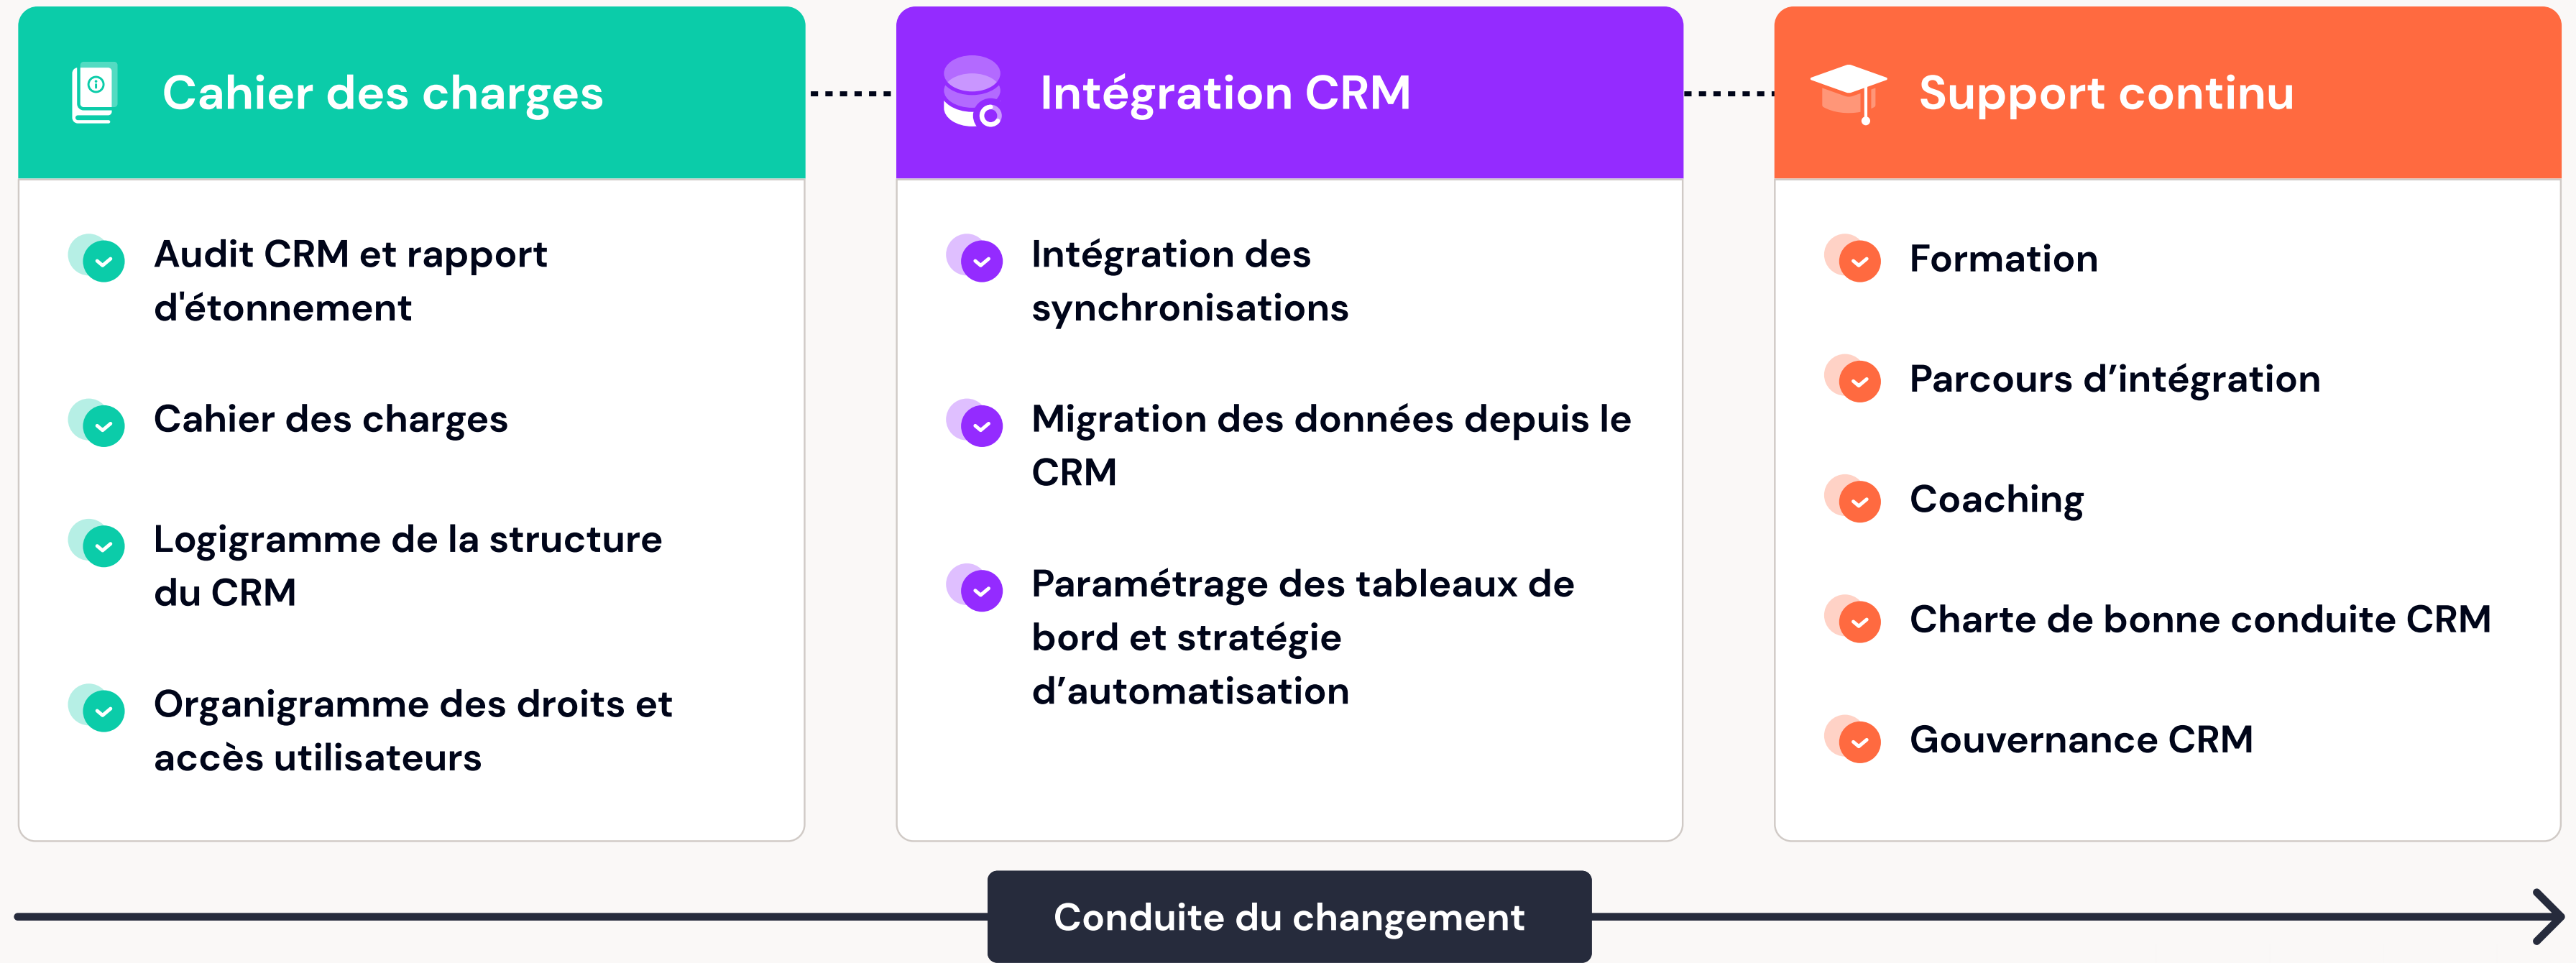 Cahier des charges
Audit CRM et rapport
d'étonnement
Cahier des charges
Logigramme de la structure
du CRM
Organigramme des droits et
accès utilisateurs
Intégration CRM
Intégration des
synchronisations
Migration des données depuis le
CRM
Paramétrage des tableaux de
bord et stratégie
d’automatisation
Support continu
Formation
Parcours d’intégration
Coaching
Charte de bonne conduite CRM
Gouvernance CRM
Conduite du changement